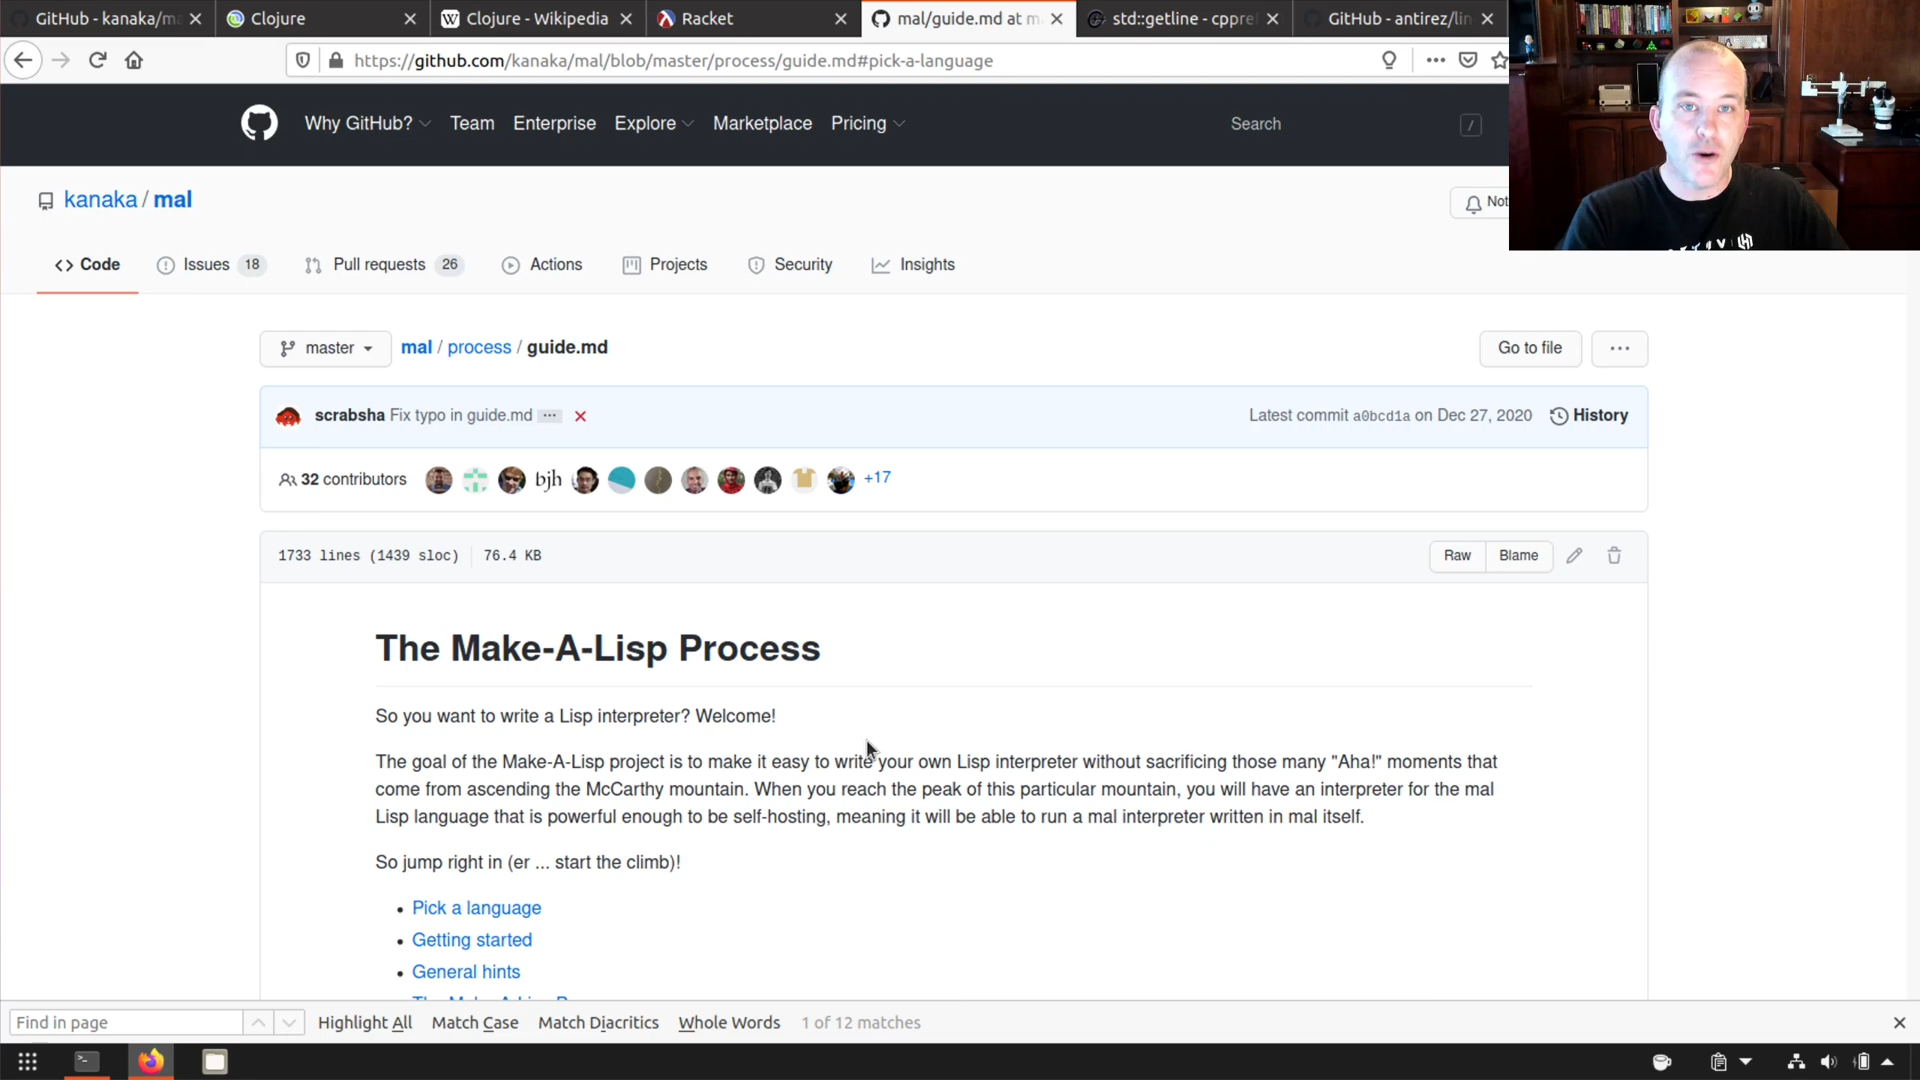 GitHub - kanaka/ma
Clojure
Clojure - Wikipedia
Racket
mal/guide.md at m
std::getline - cppre
GitHub - antirez/lin
https://github.com/kanaka/mal/blob/master/process/guide.md#pick-a-language
Why GitHub? Team Enterprise Explore Marketplace Pricing
Search /
kanaka / mal
Not
Code Issues 18 Pull requests 26 Actions Projects Security Insights
master mal / process / guide.md Go to file
scrabsha Fix typo in guide.md ... Latest commit a0bcd1a on Dec 27, 2020 History
32 contributors bjh +17
1733 lines (1439 sloc) 76.4 KB Raw Blame
The Make-A-Lisp Process
So you want to write a Lisp interpreter? Welcome!
The goal of the Make-A-Lisp project is to make it easy to write your own Lisp interpreter without sacrificing those many "Aha!" moments that
come from ascending the McCarthy mountain. When you reach the peak of this particular mountain, you will have an interpreter for the mal
Lisp language that is powerful enough to be self-hosting, meaning it will be able to run a mal interpreter written in mal itself.
So jump right in (er ... start the climb)!
• Pick a language
• Getting started
• General hints
Find in page Highlight All Match Case Match Diacritics Whole Words 1 of 12 matches